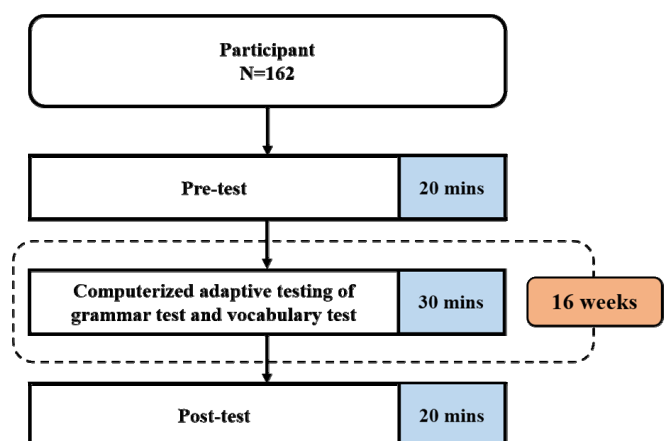 Participant
N=162
Pre-test
20 mins
Computerized adaptive testing of
grammar test and vocabulary test
30 mins
16 weeks
Post-test
20 mins